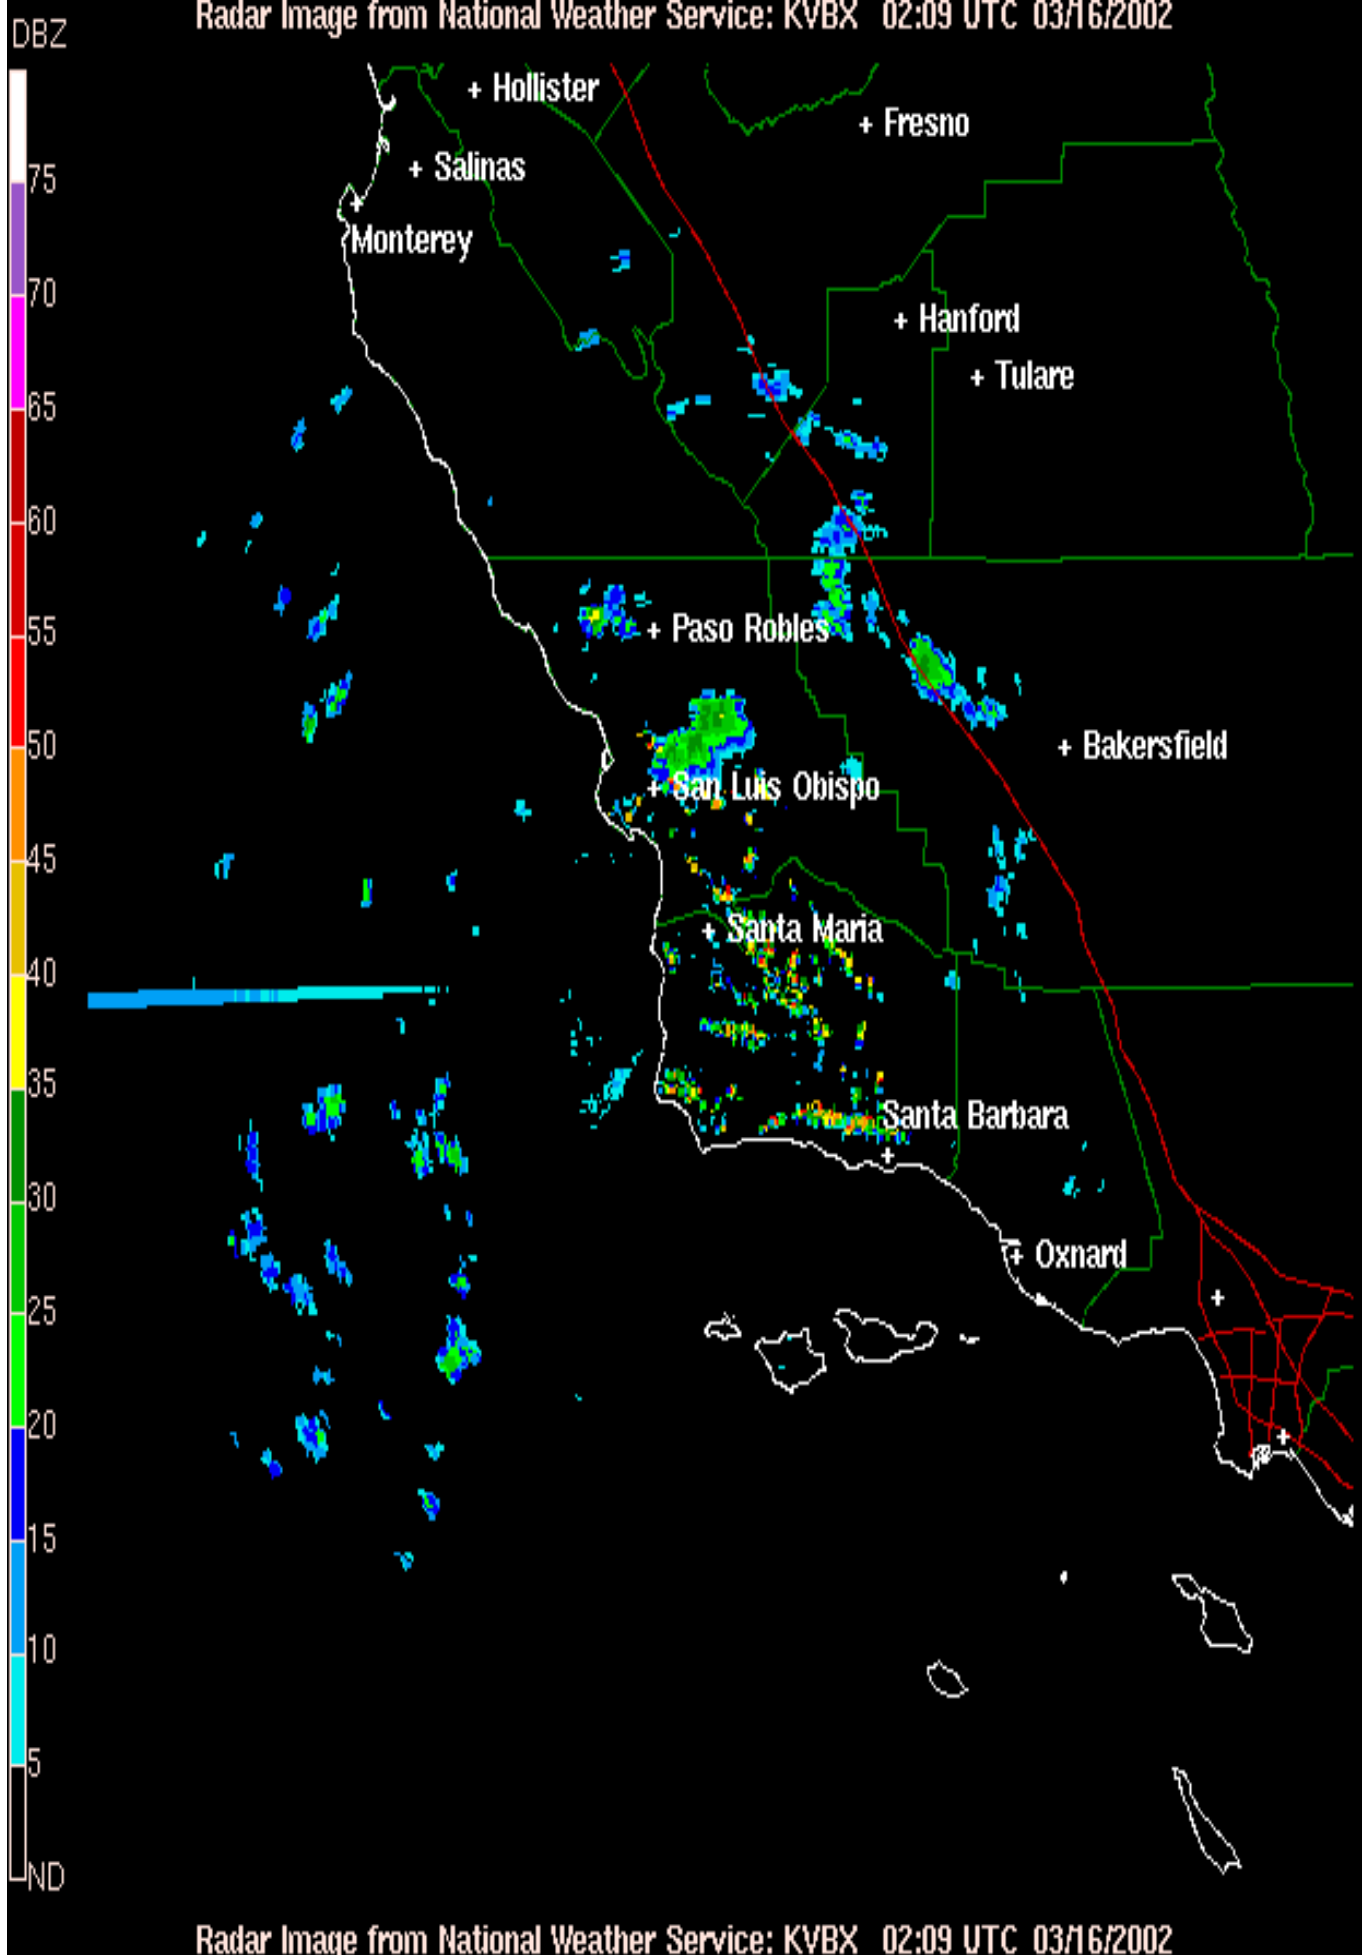 Radar Image from National Weather Service: KVBX 02:09 UTC 03/16/2002
DBZ
+ Hollister
+ Fresno
+ Salinas
75
Monterey
70
+ Hanford
+ Tulare
65
60
55
+ Paso Robles
50
+ Bakersfield
+ San Luis Obispo
45
+ Santa Maria
40
35
Santa Barbara
30
+ Oxnard
25
20
15
10
5
ND
Radar Image from National Weather Service: KVBX 02:09 UTC 03/16/2002